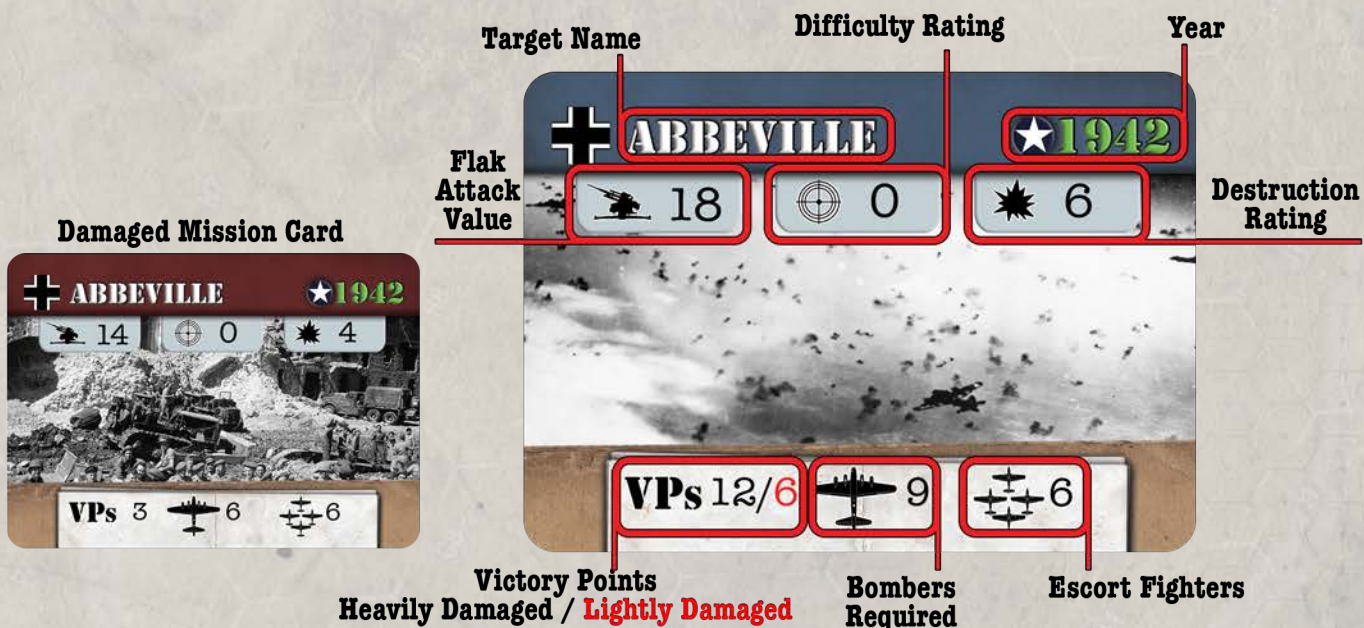 Target Name
Difficulty Rating
Year
ABBEVILLE
1942
Flak
Attack
Value
18
0
6
Destruction
Rating
Damaged Mission Card
ABBEVILLE
1942
14
0
4
VPs 3
6
6
VPs 12/6
9
6
Victory Points
Heavily Damaged / Lightly Damaged
Bombers
Required
Escort Fighters